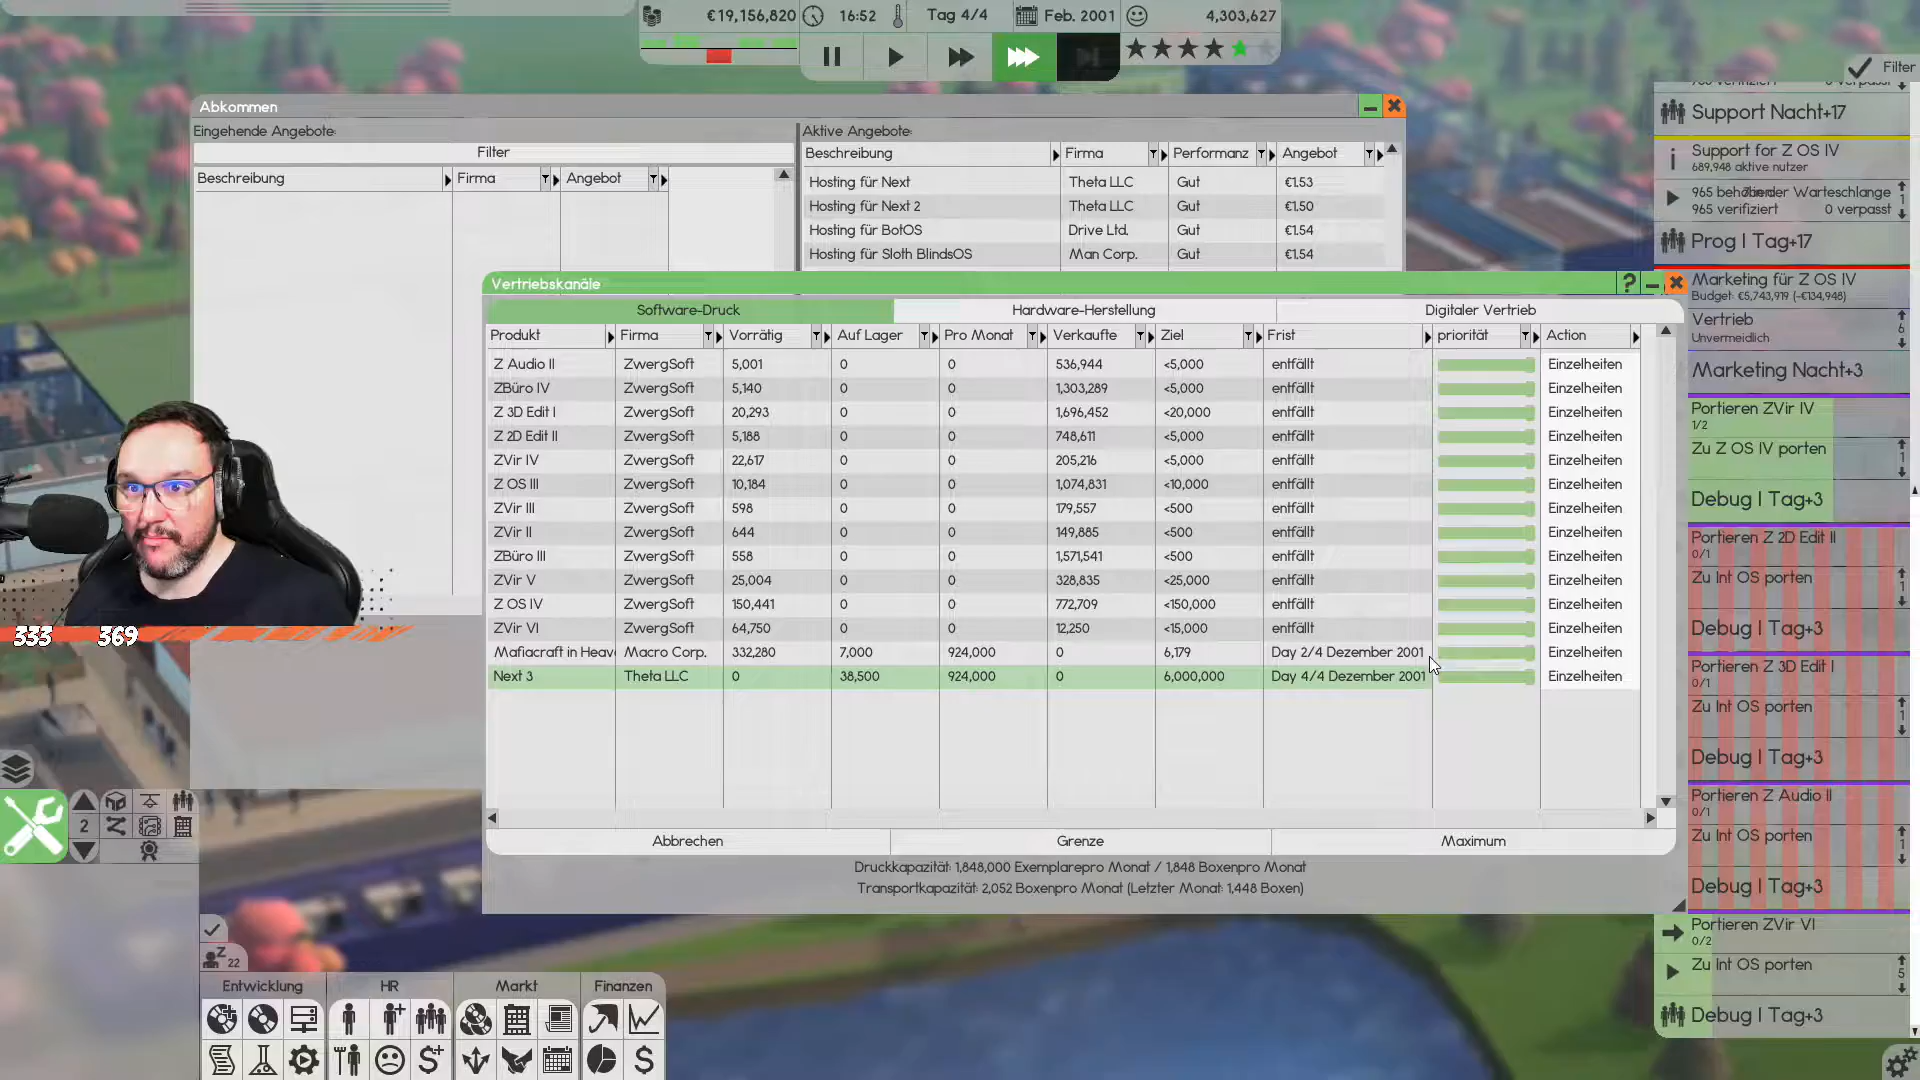 €19,156,820
16:52
Tag 4/4
Feb. 2001
4,303,627
Filter
Abkommen
Eingehende Angebote:
Filter
Beschreibung Firma Angebot
Aktive Angebote:
Beschreibung Firma Performanz Angebot
Hosting für Next Theta LLC Gut €1.53
Hosting für Next 2 Theta LLC Gut €1.50
Hosting für BotOS Drive Ltd. Gut €1.54
Hosting für Sloth BlindsOS Man Corp. Gut €1.54
Vertriebskanäle
?
Software-Druck Hardware-Herstellung Digitaler Vertrieb
Produkt Firma Vorrätig Auf Lager Pro Monat Verkaufte Ziel Frist priorität Action
Z Audio II ZwergSoft 5,001 0 0 536,944 <5,000 entfällt Einzelheiten
ZBüro IV ZwergSoft 5,140 0 0 1,303,289 <5,000 entfällt Einzelheiten
Z 3D Edit I ZwergSoft 20,293 0 0 1,696,452 <20,000 entfällt Einzelheiten
Z 2D Edit II ZwergSoft 5,188 0 0 748,611 <5,000 entfällt Einzelheiten
ZVir IV ZwergSoft 22,617 0 0 205,216 <5,000 entfällt Einzelheiten
Z OS III ZwergSoft 10,184 0 0 1,074,831 <10,000 entfällt Einzelheiten
ZVir III ZwergSoft 598 0 0 179,557 <500 entfällt Einzelheiten
ZVir II ZwergSoft 644 0 0 149,885 <500 entfällt Einzelheiten
ZBüro III ZwergSoft 558 0 0 1,571,541 <500 entfällt Einzelheiten
ZVir V ZwergSoft 25,004 0 0 328,835 <25,000 entfällt Einzelheiten
Z OS IV ZwergSoft 150,441 0 0 772,709 <150,000 entfällt Einzelheiten
ZVir VI ZwergSoft 64,750 0 0 12,250 <15,000 entfällt Einzelheiten
Mafiacraft in Heav Macro Corp. 332,280 7,000 924,000 0 6,179 Day 2/4 Dezember 2001 Einzelheiten
Next 3 Theta LLC 0 38,500 924,000 0 6,000,000 Day 4/4 Dezember 2001 Einzelheiten
Abbrechen Grenze Maximum
Druckkapazität: 1,848,000 Exemplarepro Monat / 1,848 Boxenpro Monat
Transportkapazität: 2,052 Boxenpro Monat (Letzter Monat: 1,448 Boxen)
Support Nacht+17
Support for Z OS IV
689,948 aktive nutzer
der Warteschlange
965 verifiziert 0 verpasst
1
Prog I Tag+17
Marketing für Z OS IV
Budget: €5,743,919 (-€134,948)
Vertrieb
Unvermeidlich
6
Marketing Nacht+3
Portieren ZVir IV
1/2
Zu Z OS IV porten
1
Debug I Tag+3
Portieren Z 2D Edit II
0/1
Zu Int OS porten
1
Debug I Tag+3
Portieren Z 3D Edit I
0/1
Zu Int OS porten
1
Debug I Tag+3
Portieren Z Audio II
0/1
Zu Int OS porten
1
Debug I Tag+3
Portieren ZVir VI
0/2
Zu Int OS porten
5
Debug I Tag+3
333 369
2
Z
22
Entwicklung HR Markt Finanzen